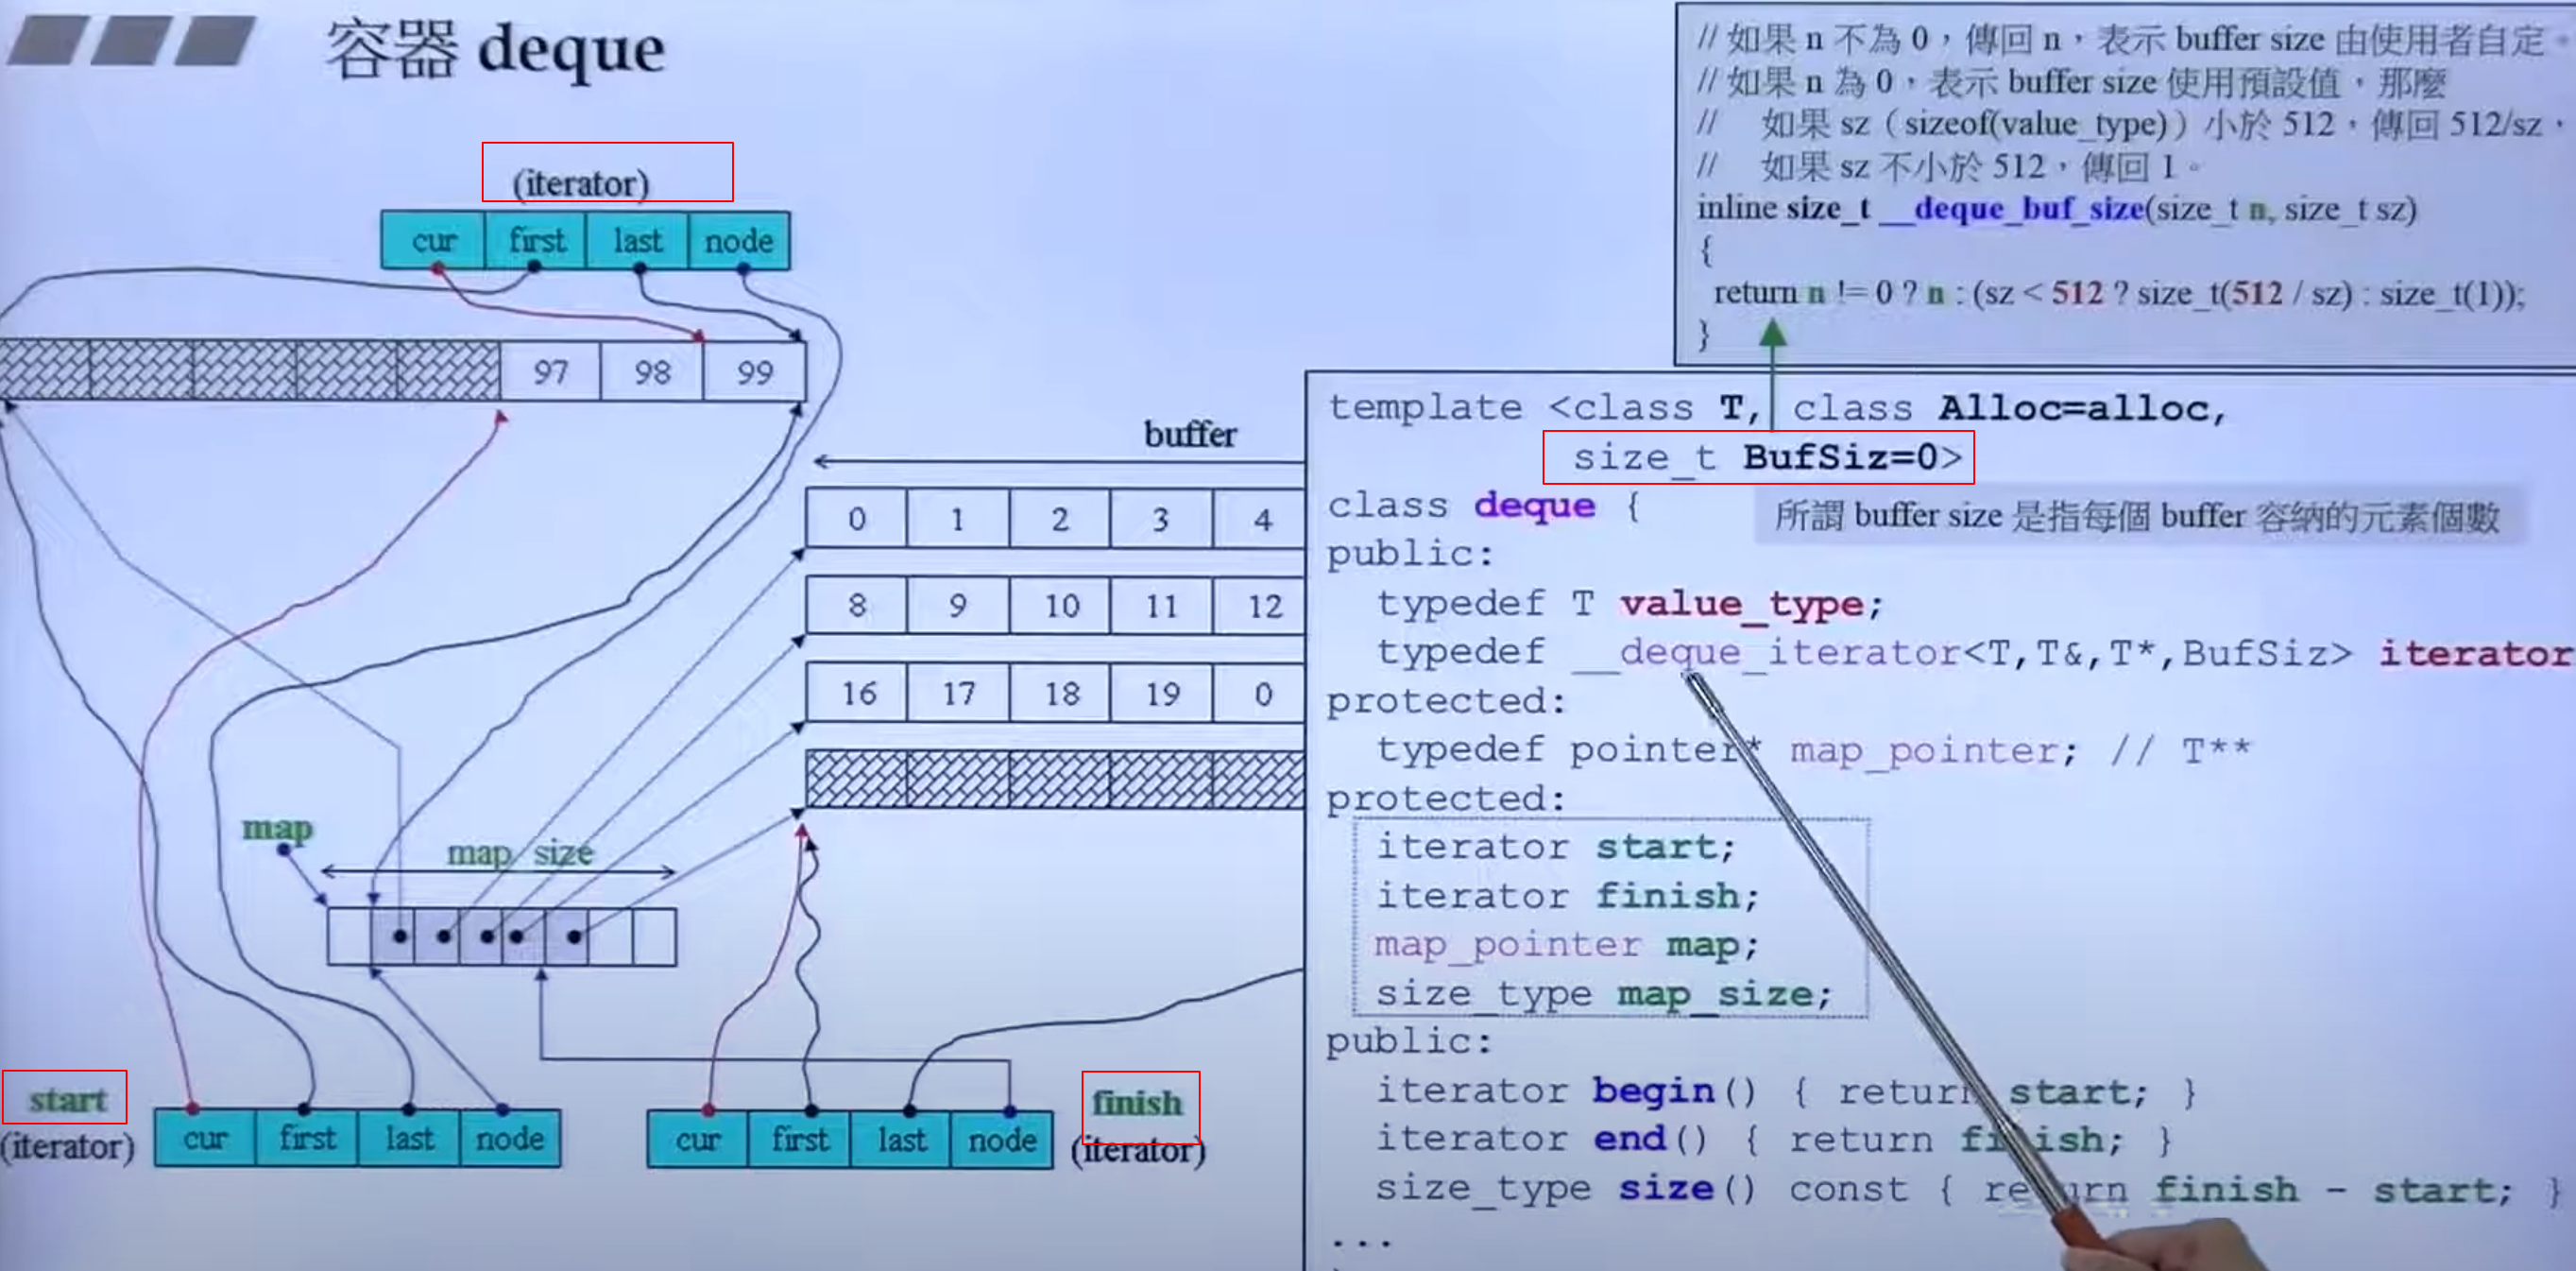 容器 deque
(iterator)
cur first last node
97 98 99
buffer
0 1 2 3 4
8 9 10 11 12
16 17 18 19 0
map
map_size
start
(iterator)
cur first last node
cur first last node
finish
(iterator)
// 如果 n 不為 0，傳回 n，表示 buffer size 由使用者自定。
// 如果 n 為 0，表示 buffer size 使用預設值，那麼
// 如果 sz（sizeof(value_type)）小於 512，傳回 512/sz，
// 如果 sz 不小於 512，傳回 1。
inline size_t __deque_buf_size(size_t n, size_t sz)
{
return n != 0 ? n : (sz < 512 ? size_t(512 / sz) : size_t(1));
}
template <class T, class Alloc=alloc,
size_t BufSiz=0>
class deque {
所謂 buffer size 是指每個 buffer 容納的元素個數
public:
typedef T value_type;
typedef __deque_iterator<T,T&,T*,BufSiz> iterator
protected:
typedef pointer* map_pointer; // T**
protected:
iterator start;
iterator finish;
map_pointer map;
size_type map_size;
public:
iterator begin() { return start; }
iterator end() { return finish; }
size_type size() const { return finish - start; }
...